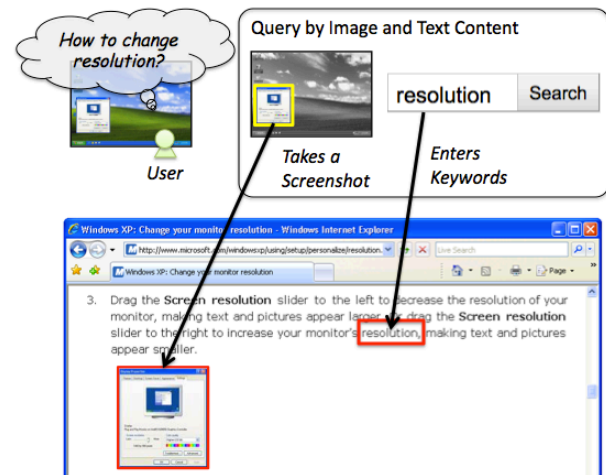 How to change
resolution?
User
Query by Image and Text Content
Takes a
Screenshot
resolution
Search
Enters
Keywords
Windows XP: Change your monitor resolution - Windows Internet Explorer
http://www.microsoft.com/windowsxp/using/setup/personalize/resolution.
Live Search
Windows XP: Change your monitor resolution
Page
3. Drag the Screen resolution slider to the left to decrease the resolution of your
monitor, making text and pictures appear larger, or drag the Screen resolution
slider to the right to increase your monitor's resolution, making text and pictures
appear smaller.